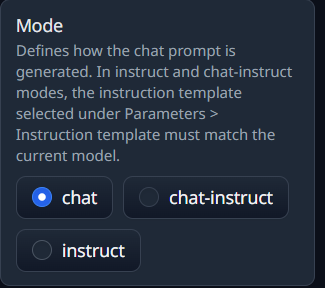 Mode
Defines how the chat prompt is
generated. In instruct and chat-instruct
modes, the instruction template
selected under Parameters >
Instruction template must match the
current model.
chat
chat-instruct
instruct